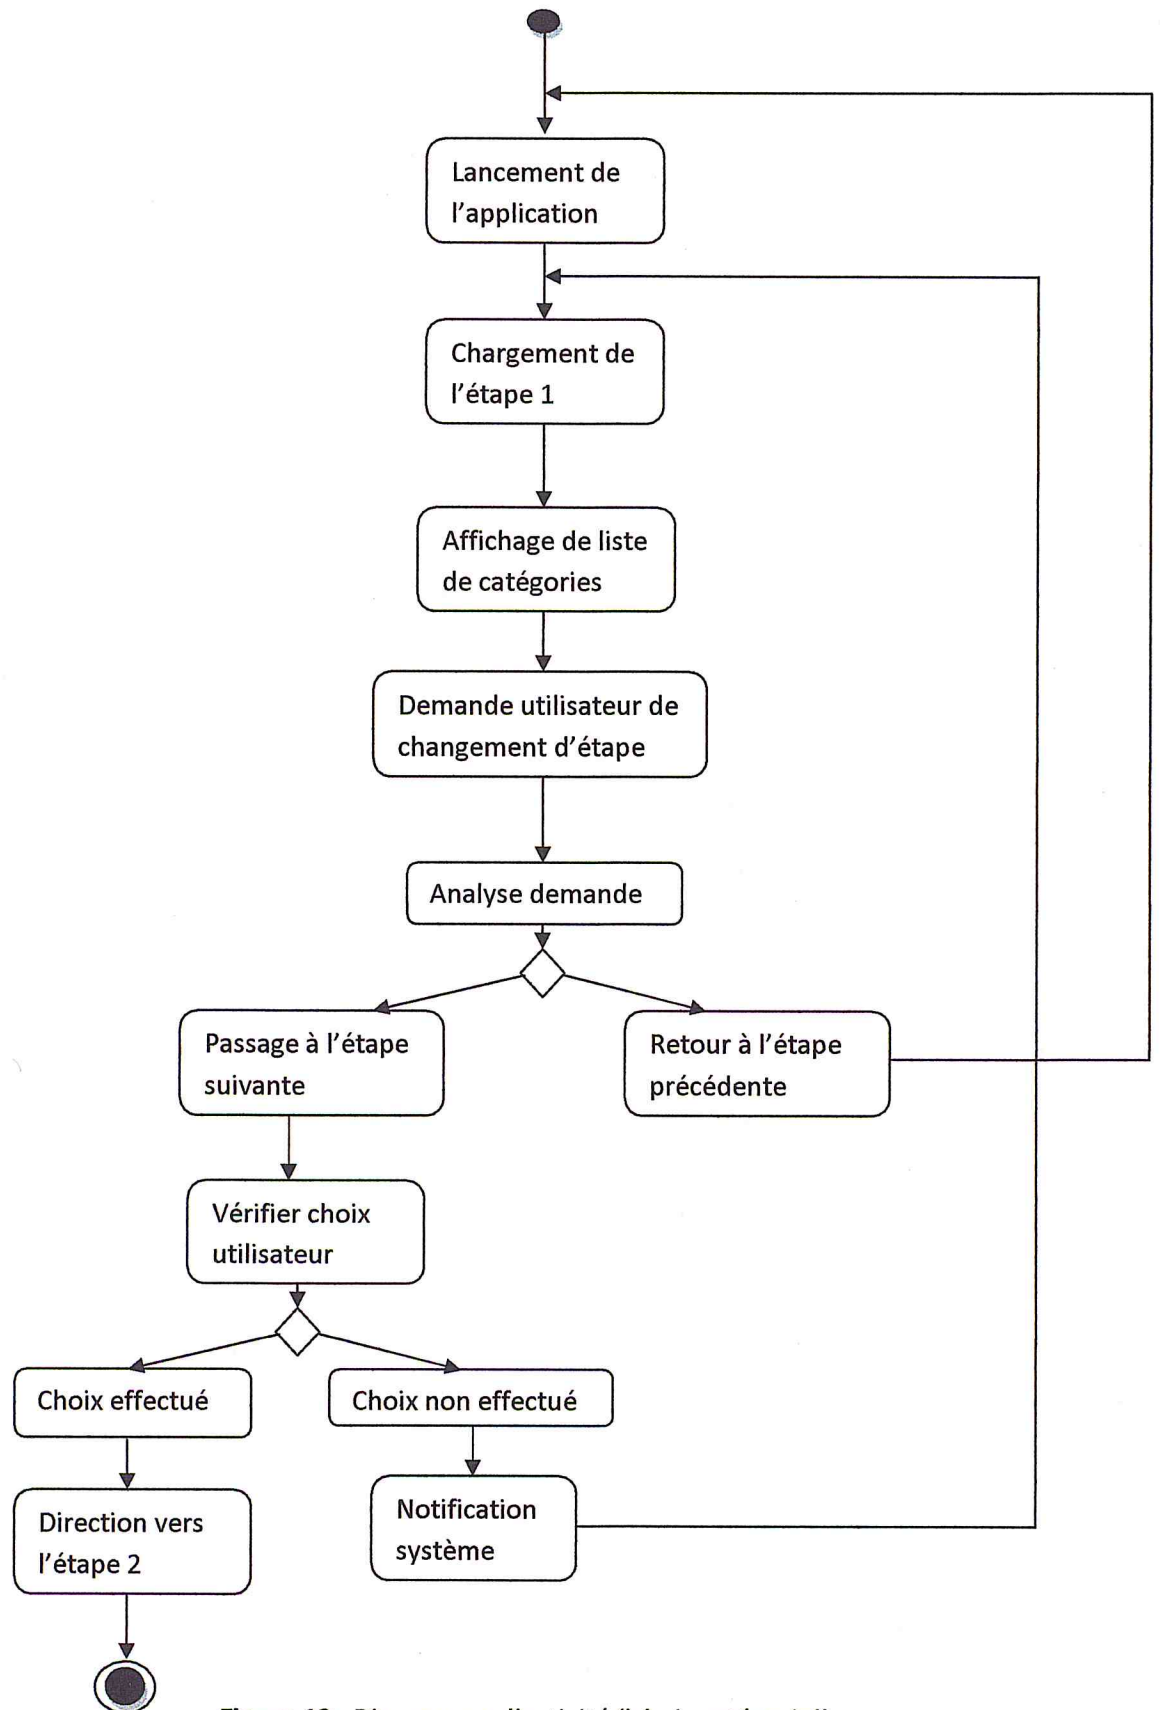 Lancement de
l'application
Chargement de
l'étape 1
Affichage de liste
de catégories
Demande utilisateur de
changement d'étape
Analyse demande
Passage à l'étape
suivante
Retour à l'étape
précédente
Vérifier choix
utilisateur
Choix effectué
Choix non effectué
Direction vers
l'étape 2
Notification
système